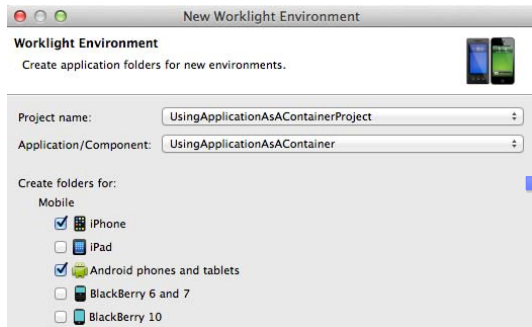 New Worklight Environment
Worklight Environment
Create application folders for new environments.
Project name: UsingApplicationAsAContainerProject
Application/Component: UsingApplicationAsAContainer
Create folders for:
Mobile
iPhone
iPad
Android phones and tablets
BlackBerry 6 and 7
BlackBerry 10